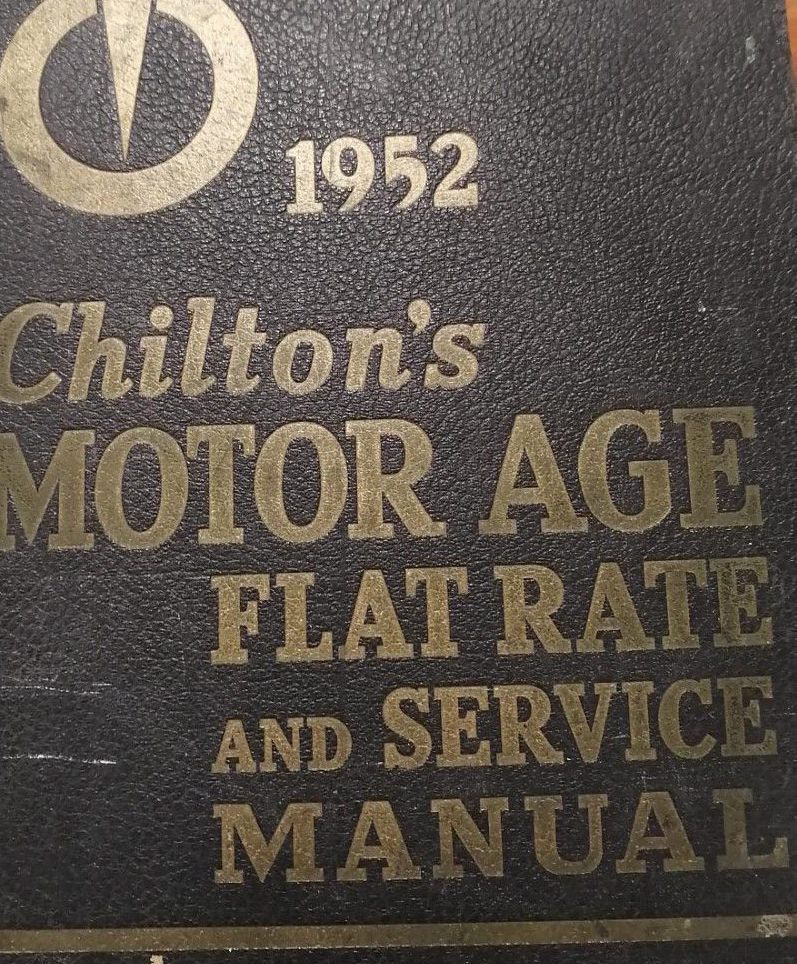 1952
Chilton's
MOTOR AGE
FLAT RATE
AND SERVICE
MANUAL